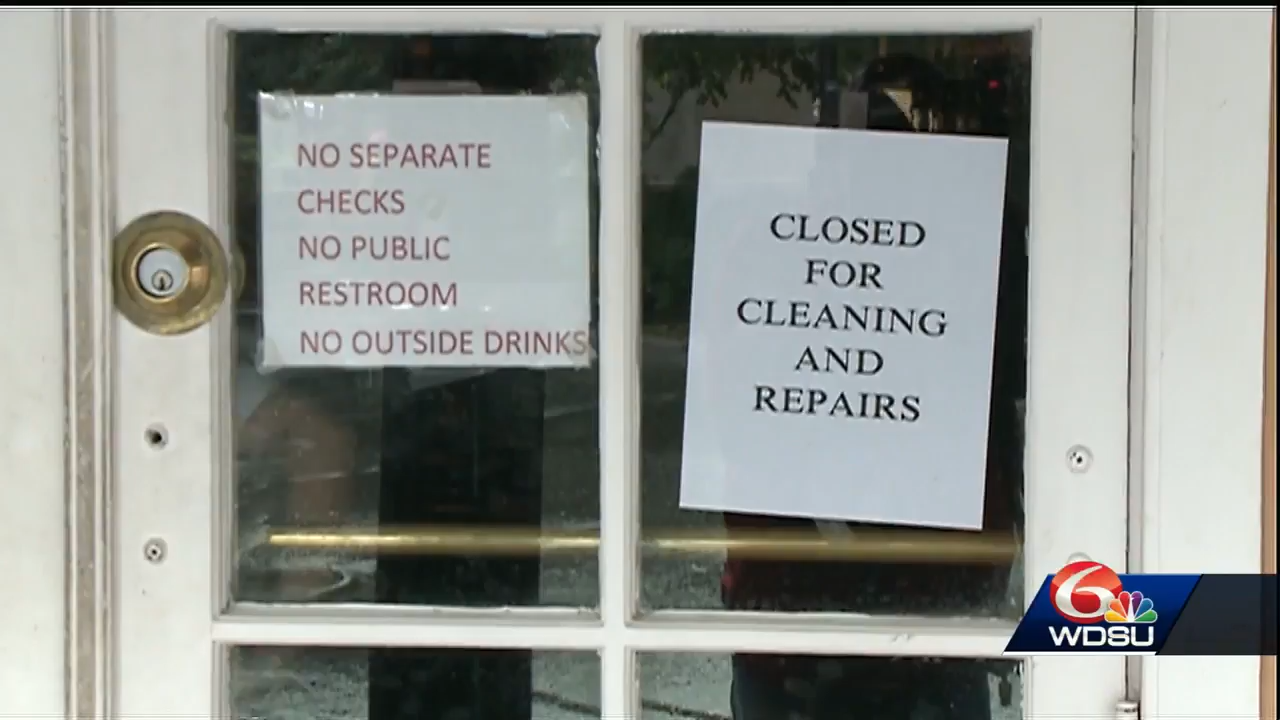 NO SEPARATE
CHECKS
NO PUBLIC
RESTROOM
NO OUTSIDE DRINKS
CLOSED
FOR
CLEANING
AND
REPAIRS
6
WDSU